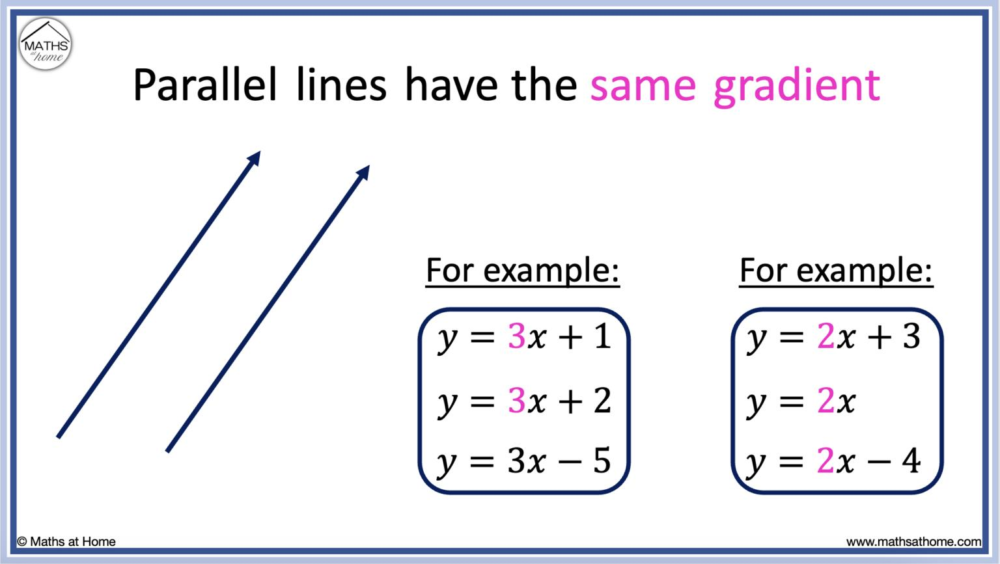 MATHS
at
home
Parallel lines have the same gradient
For example:
y = 3x + 1
y = 3x + 2
y = 3x − 5
For example:
y = 2x + 3
y = 2x
y = 2x − 4
© Maths at Home
www.mathsathome.com